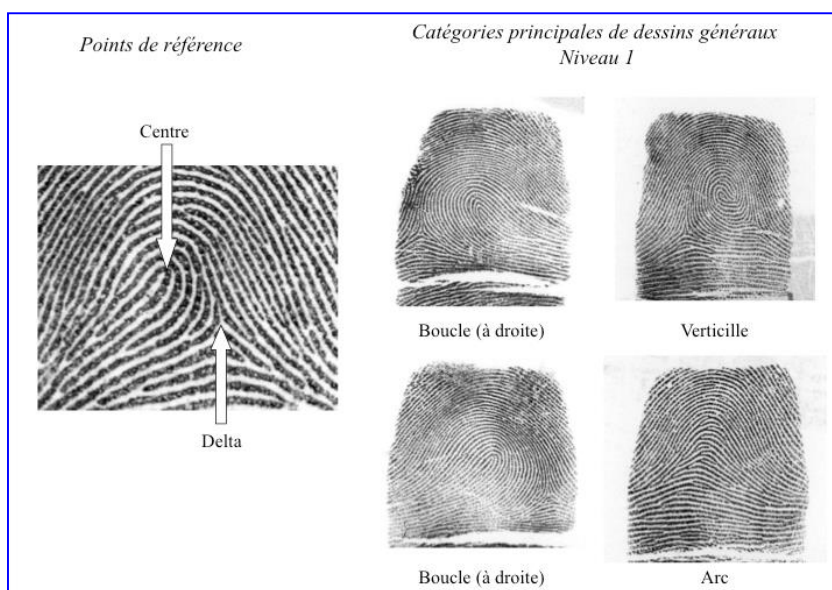 Points de référence
Catégories principales de dessins généraux
Niveau 1
Centre
Delta
Boucle (à droite)
Verticille
Boucle (à droite)
Arc